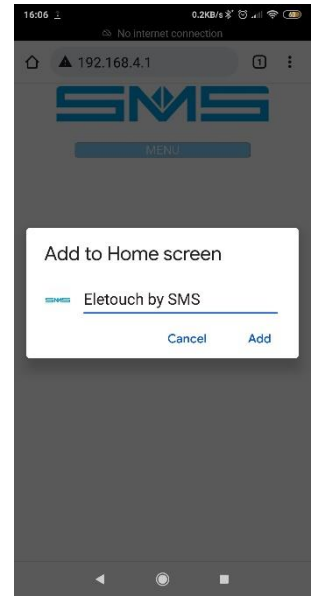 16:06 0.2KB/s
No internet connection
192.168.4.1 1
SMS
MENU
Add to Home screen
SMS Eletouch by SMS
Cancel Add